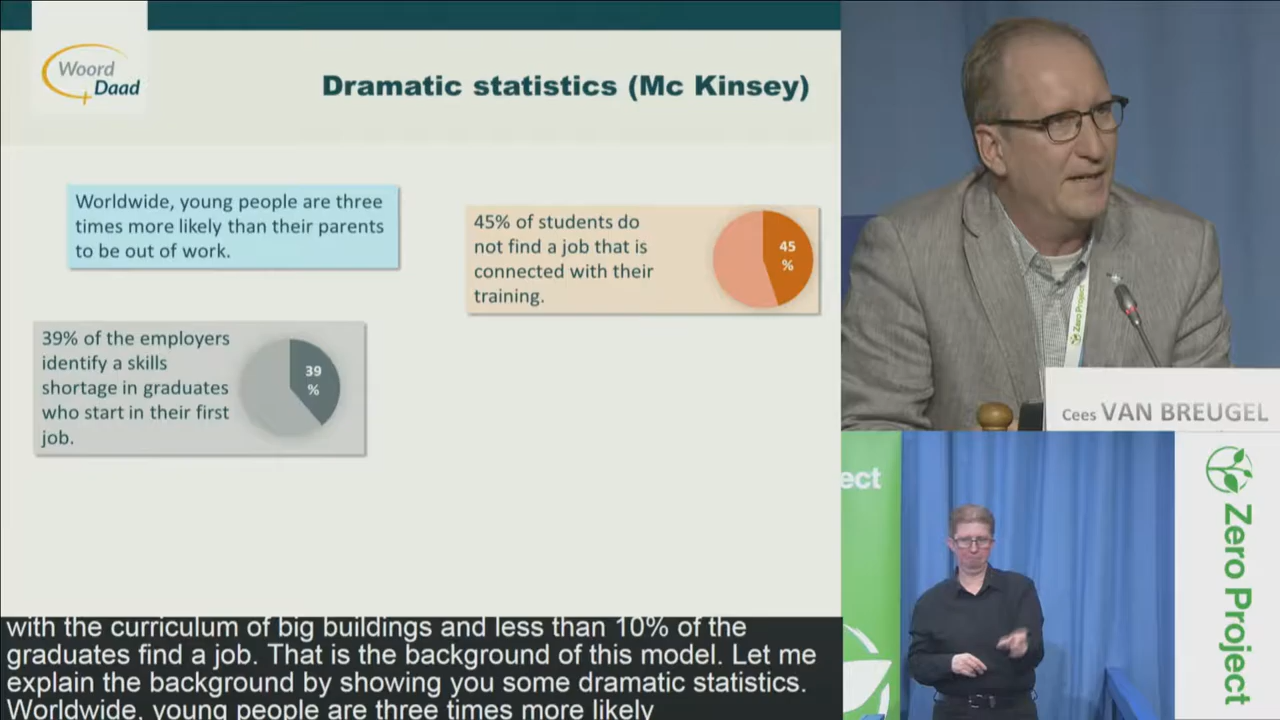 Woord
Daad
Dramatic statistics (Mc Kinsey)
Worldwide, young people are three
times more likely than their parents
to be out of work.
45% of students do
not find a job that is
connected with their
training.
45
%
39% of the employers
identify a skills
shortage in graduates
who start in their first
job.
39
%
with the curriculum of big buildings and less than 10% of the
graduates find a job. That is the background of this model. Let me
explain the background by showing you some dramatic statistics.
Worldwide, young people are three times more likely
Zero Project
Cees VAN BREUGEL
ect
Zero Project